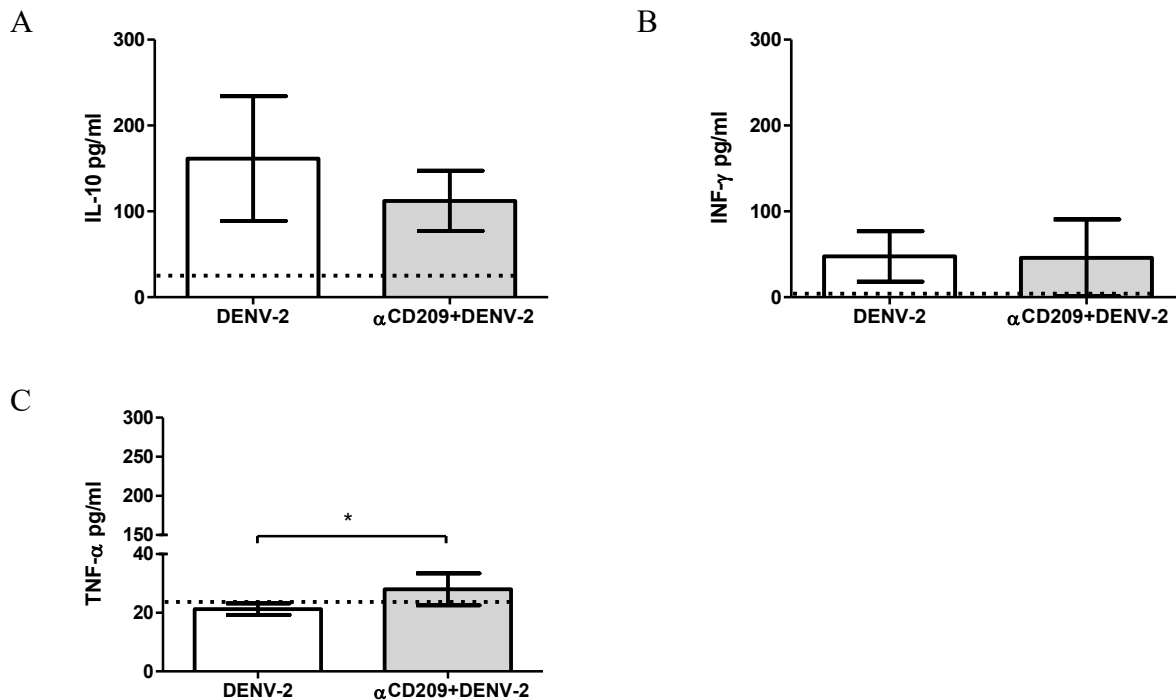 A
300
200
100
0
IL-10 pg/ml
DENV-2
αCD209+DENV-2
B
300
200
100
0
INF-γ pg/ml
DENV-2
αCD209+DENV-2
C
300
250
200
150
40
20
0
TNF-α pg/ml
*
DENV-2
αCD209+DENV-2